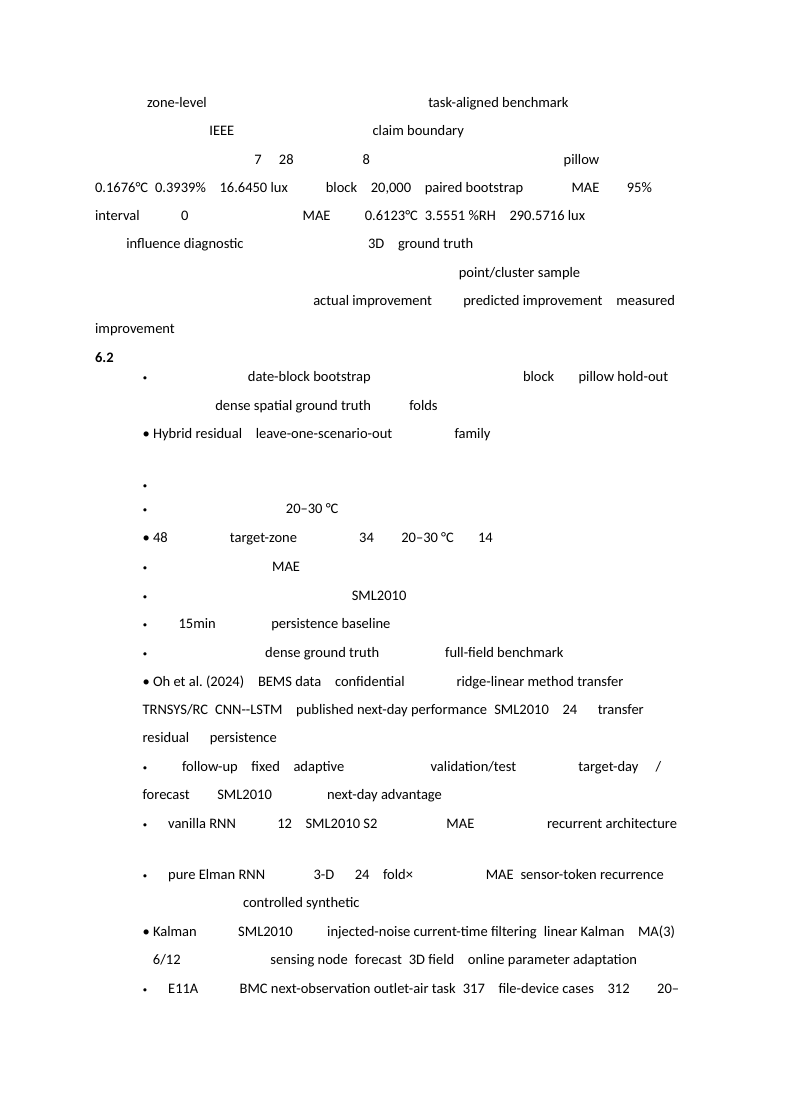 zone-level task-aligned benchmark
IEEE claim boundary
7 28 8 pillow
0.1676°C 0.3939% 16.6450 lux block 20,000 paired bootstrap MAE 95%
interval 0 MAE 0.6123°C 3.5551 %RH 290.5716 lux
influence diagnostic 3D ground truth
point/cluster sample
actual improvement predicted improvement measured
improvement
6.2
• date-block bootstrap block pillow hold-out
dense spatial ground truth folds
• Hybrid residual leave-one-scenario-out family
•
• 20–30 °C
• 48 target-zone 34 20–30 °C 14
• MAE
• SML2010
• 15min persistence baseline
• dense ground truth full-field benchmark
• Oh et al. (2024) BEMS data confidential ridge-linear method transfer
TRNSYS/RC CNN--LSTM published next-day performance SML2010 24 transfer
residual persistence
• follow-up fixed adaptive validation/test target-day /
forecast SML2010 next-day advantage
• vanilla RNN 12 SML2010 S2 MAE recurrent architecture
• pure Elman RNN 3-D 24 fold× MAE sensor-token recurrence
controlled synthetic
• Kalman SML2010 injected-noise current-time filtering linear Kalman MA(3)
6/12 sensing node forecast 3D field online parameter adaptation
• E11A BMC next-observation outlet-air task 317 file-device cases 312 20–